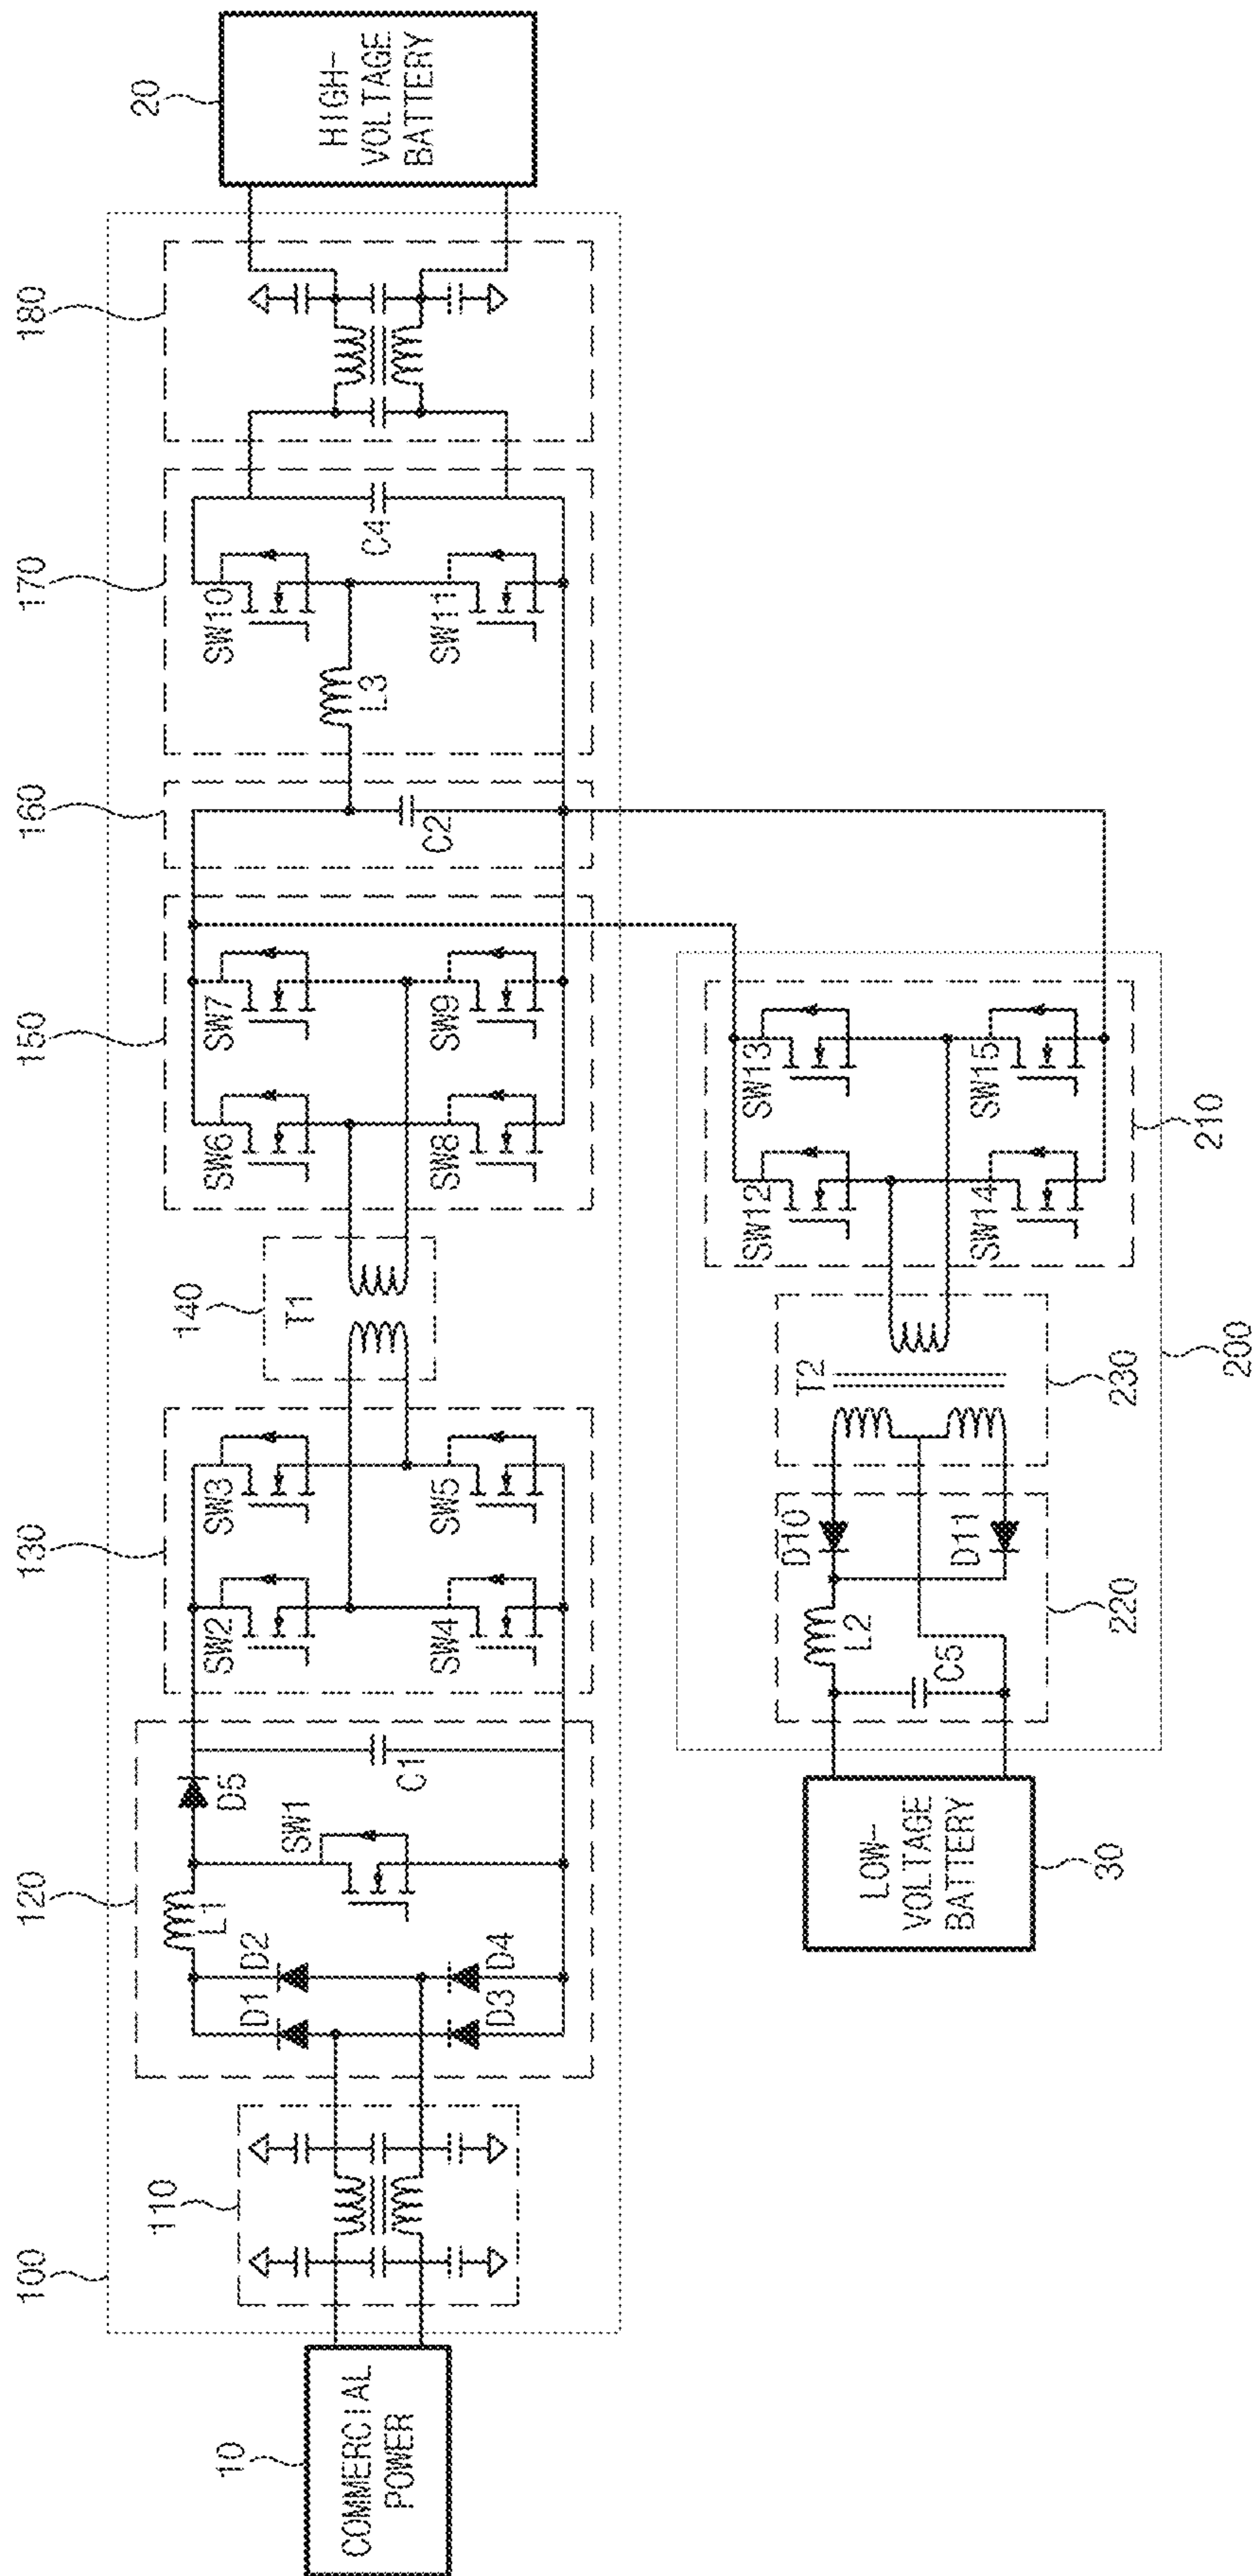 100
110
120
130
140
150
160
170
180
10
COMMERCIAL
POWER
D1
D2
D3
D4
L1
SW1
D5
C1
SW2
SW3
SW4
SW5
T1
SW6
SW7
SW8
SW9
C2
L3
SW10
SW11
C4
20
HIGH-
VOLTAGE
BATTERY
LOW-
VOLTAGE
BATTERY
30
C5
L2
D10
D11
220
T2
230
200
SW12
SW13
SW14
SW15
210